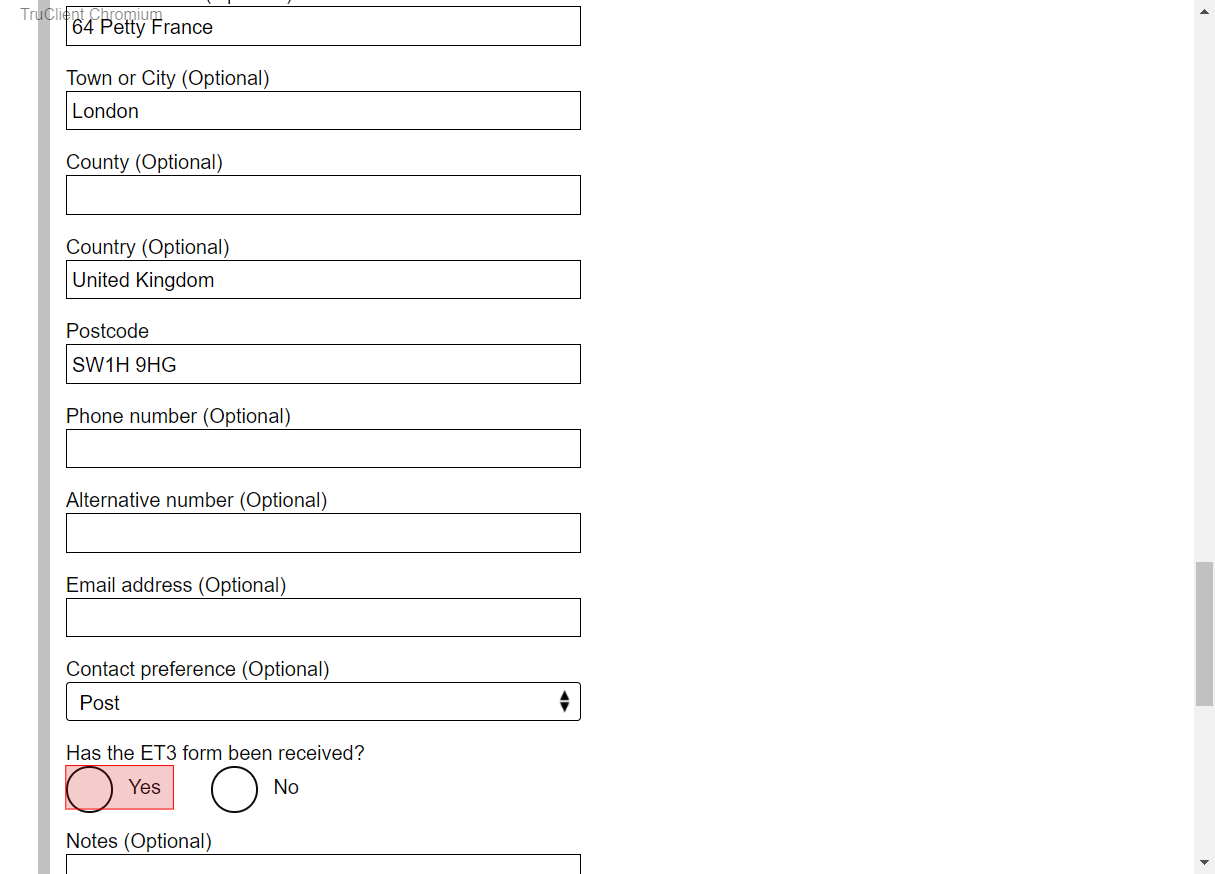 TruClient Chromium
64 Petty France
Town or City (Optional)
London
County (Optional)
Country (Optional)
United Kingdom
Postcode
SW1H 9HG
Phone number (Optional)
Alternative number (Optional)
Email address (Optional)
Contact preference (Optional)
Post
Has the ET3 form been received?
Yes No
Notes (Optional)